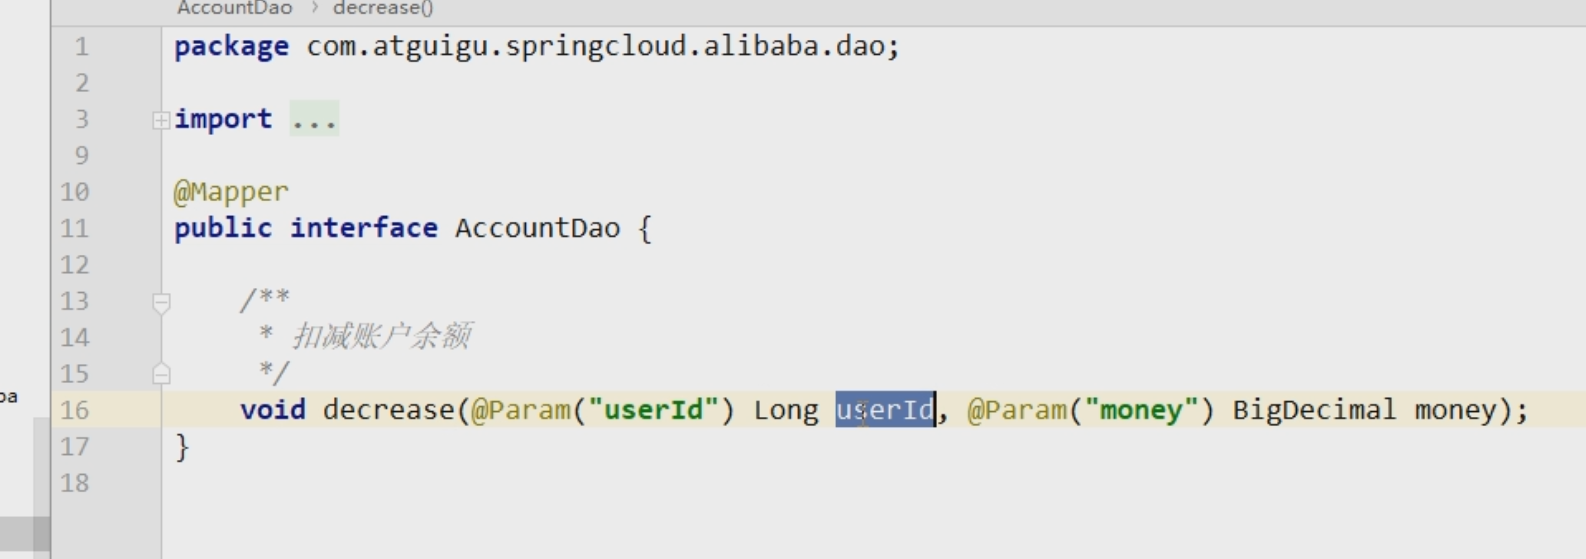 AccountDao > decrease()
1 package com.atguigu.springcloud.alibaba.dao;
2
3 import ...
9
10 @Mapper
11 public interface AccountDao {
12
13 /**
14 * 扣减账户余额
15 */
ba
16 void decrease(@Param("userId") Long userId, @Param("money") BigDecimal money);
17 }
18